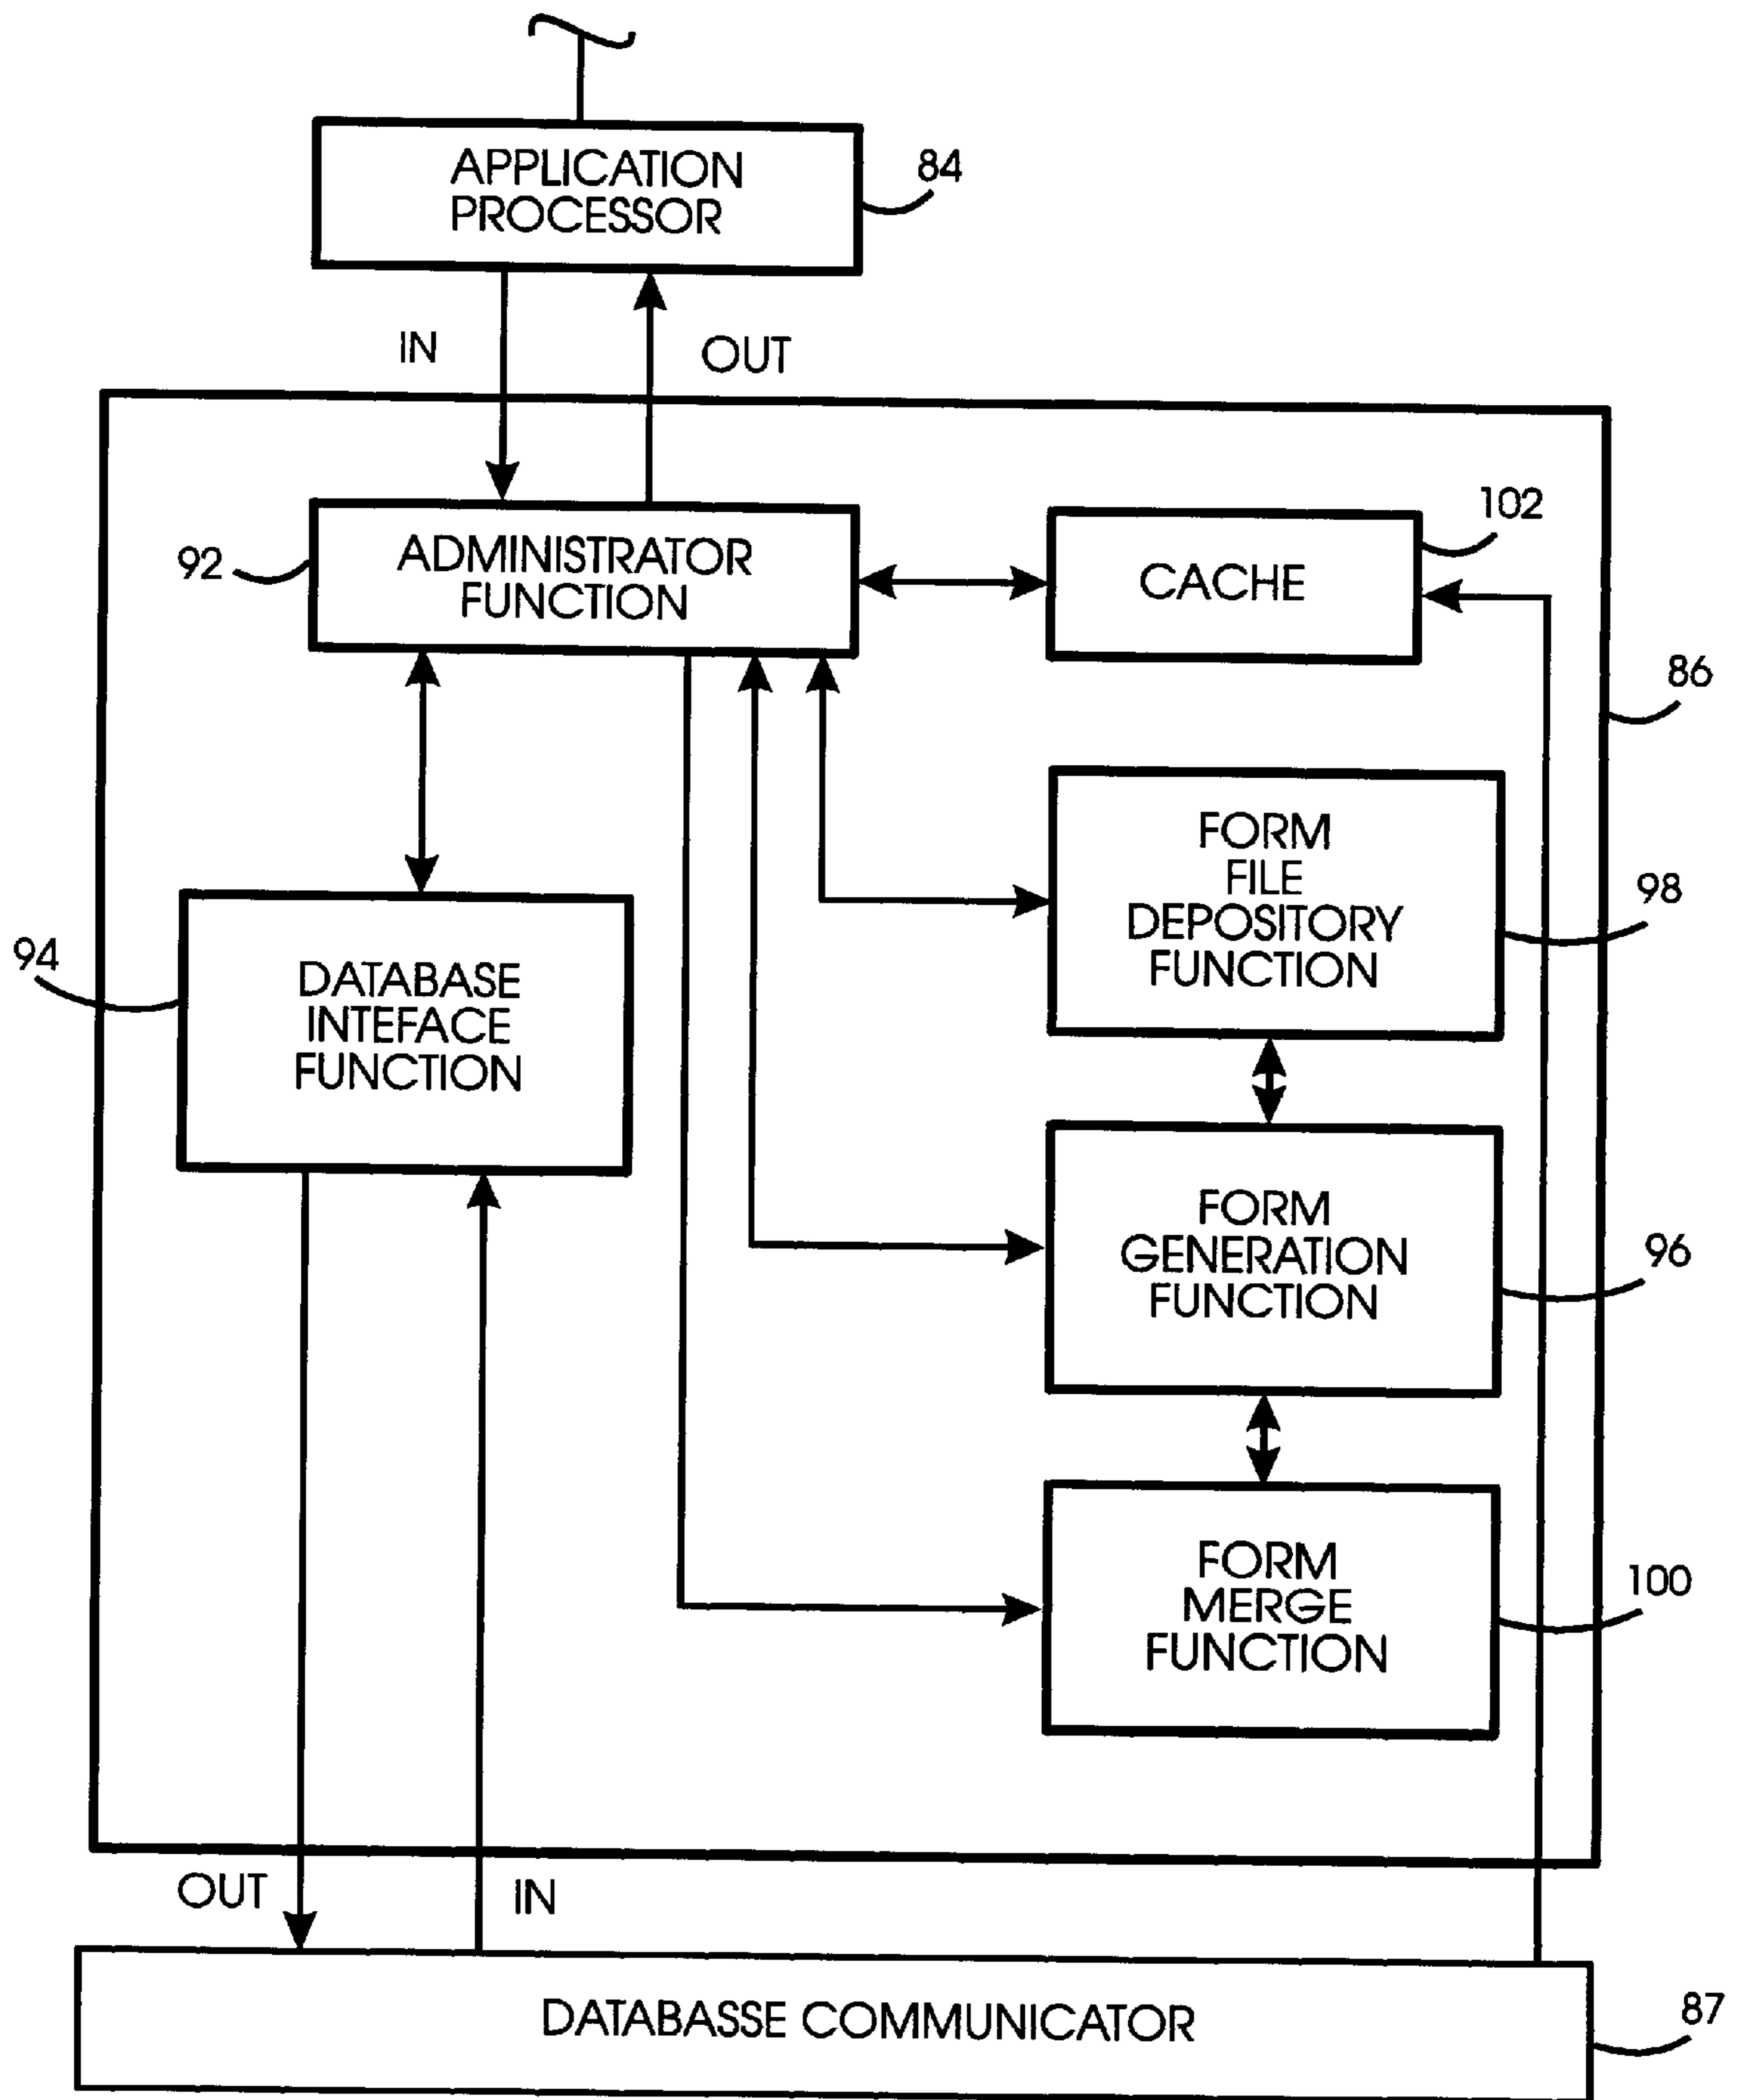 APPLICATION
PROCESSOR
84
IN
OUT
ADMINISTRATOR
FUNCTION
92
CACHE
102
86
FORM
FILE
DEPOSITORY
FUNCTION
98
DATABASE
INTEFACE
FUNCTION
94
FORM
GENERATION
FUNCTION
96
FORM
MERGE
FUNCTION
100
OUT
IN
DATABASSE COMMUNICATOR
87